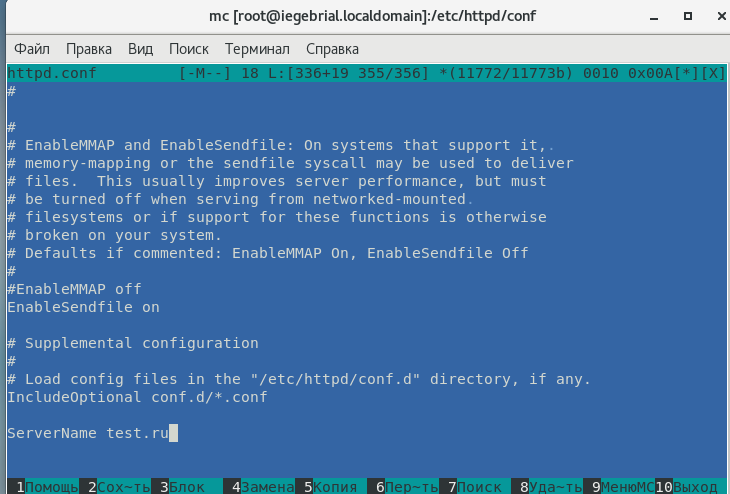 mc [root@iegebrial.localdomain]:/etc/httpd/conf
Файл Правка Вид Поиск Терминал Справка
httpd.conf [-M--] 18 L:[336+19 355/356] *(11772/11773b) 0010 0x00A[*][X]
#
#
# EnableMMAP and EnableSendfile: On systems that support it,.
# memory-mapping or the sendfile syscall may be used to deliver
# files.  This usually improves server performance, but must
# be turned off when serving from networked-mounted.
# filesystems or if support for these functions is otherwise
# broken on your system.
# Defaults if commented: EnableMMAP On, EnableSendfile Off
#
#EnableMMAP off
EnableSendfile on
# Supplemental configuration
#
# Load config files in the "/etc/httpd/conf.d" directory, if any.
IncludeOptional conf.d/*.conf
ServerName test.ru
1Помощь 2Сох~ть 3Блок 4Замена 5Копия 6Пер~ть 7Поиск 8Уда~ть 9МенюMC 10Выход